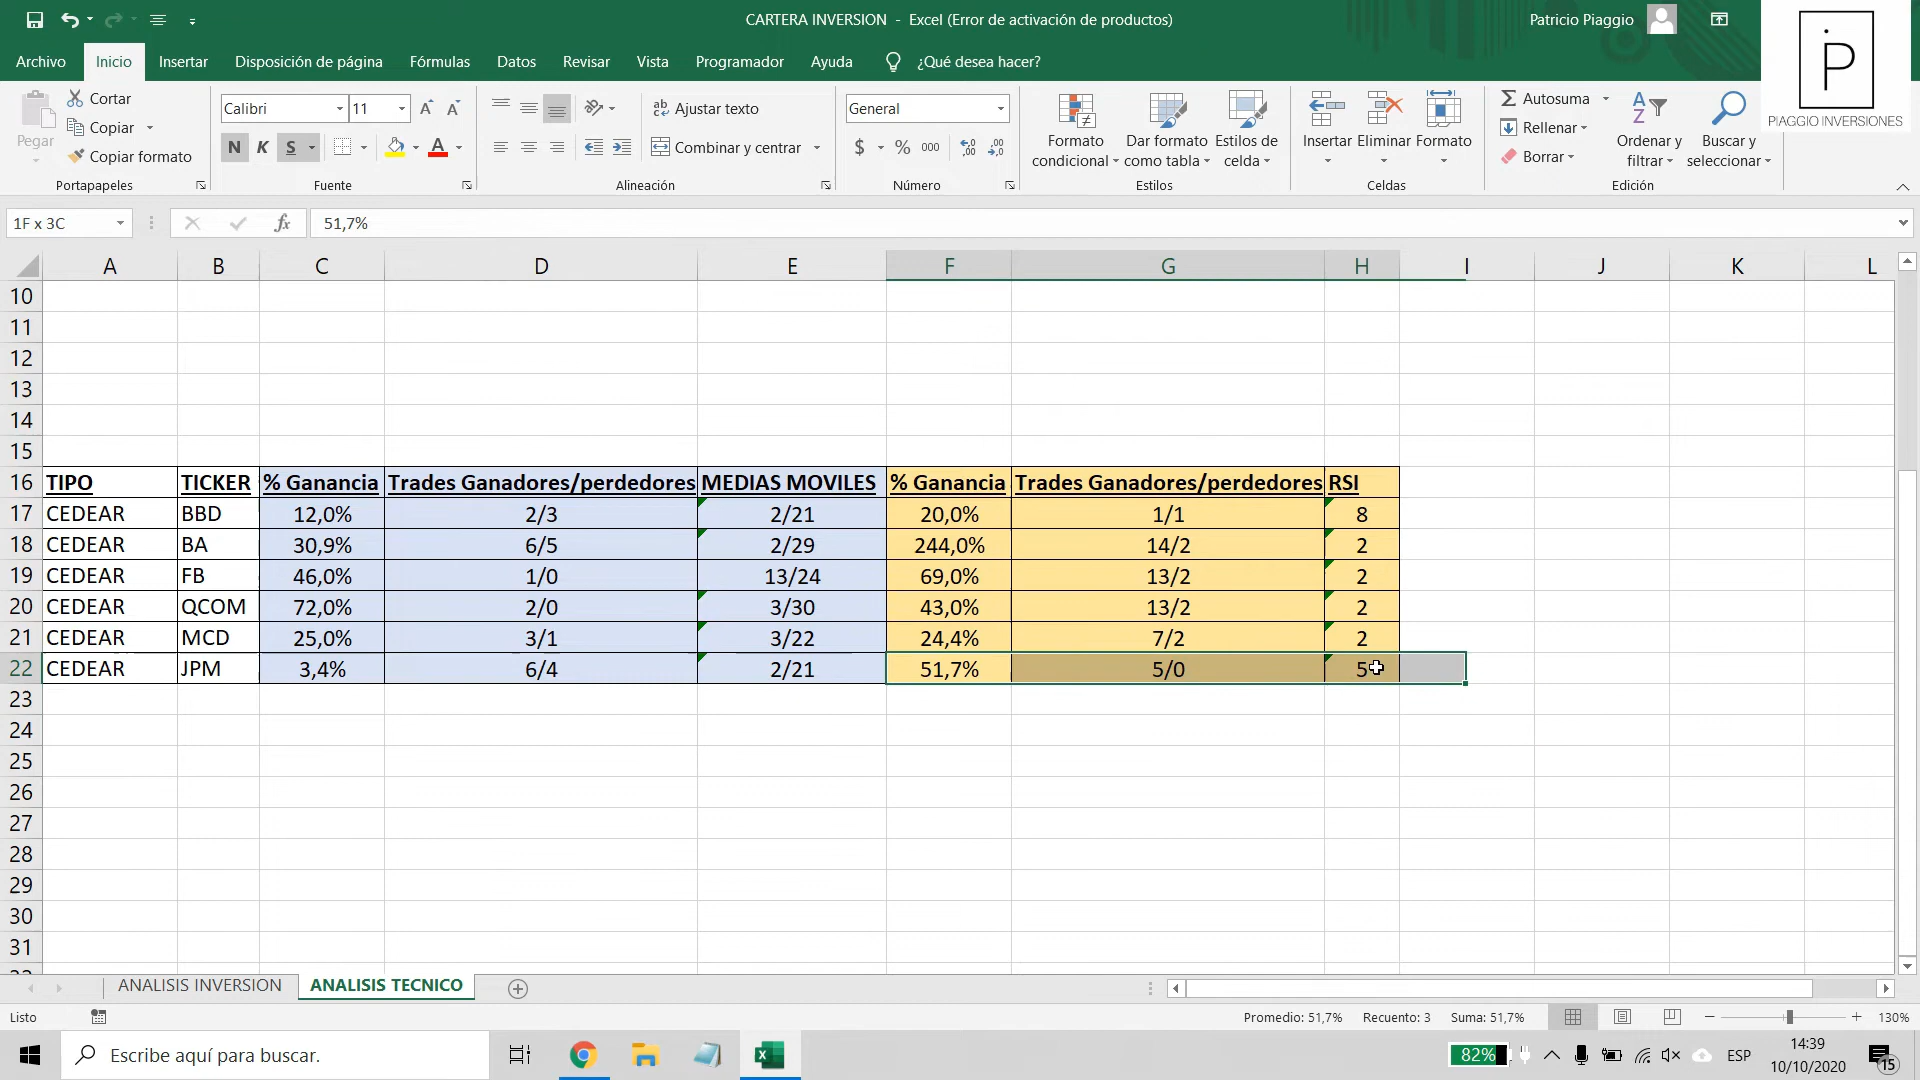 CARTERA INVERSION - Excel (Error de activación de productos)
Patricio Piaggio
Archivo Inicio Insertar Disposición de página Fórmulas Datos Revisar Vista Programador Ayuda ¿Qué desea hacer?
P
PIAGGIO INVERSIONES
Pegar
Cortar
Copiar
Copiar formato
Portapapeles
Calibri 11
N K S
Fuente
Ajustar texto
Combinar y centrar
Alineación
General
$ % 000
Número
Formato condicional
Dar formato como tabla
Estilos de celda
Estilos
Insertar Eliminar Formato
Celdas
Autosuma
Rellenar
Borrar
Ordenar y filtrar
Buscar y seleccionar
Edición
1F x 3C fx 51,7%
A B C D E F G H I J K L
10
11
12
13
14
15
16 TIPO TICKER % Ganancia Trades Ganadores/perdedores MEDIAS MOVILES % Ganancia Trades Ganadores/perdedores RSI
17 CEDEAR BBD 12,0% 2/3 2/21 20,0% 1/1 8
18 CEDEAR BA 30,9% 6/5 2/29 244,0% 14/2 2
19 CEDEAR FB 46,0% 1/0 13/24 69,0% 13/2 2
20 CEDEAR QCOM 72,0% 2/0 3/30 43,0% 13/2 2
21 CEDEAR MCD 25,0% 3/1 3/22 24,4% 7/2 2
22 CEDEAR JPM 3,4% 6/4 2/21 51,7% 5/0 5
23
24
25
26
27
28
29
30
31
ANALISIS INVERSION ANALISIS TECNICO
Listo Promedio: 51,7% Recuento: 3 Suma: 51,7% 130%
Escribe aquí para buscar.
82% ESP 14:39
10/10/2020
15